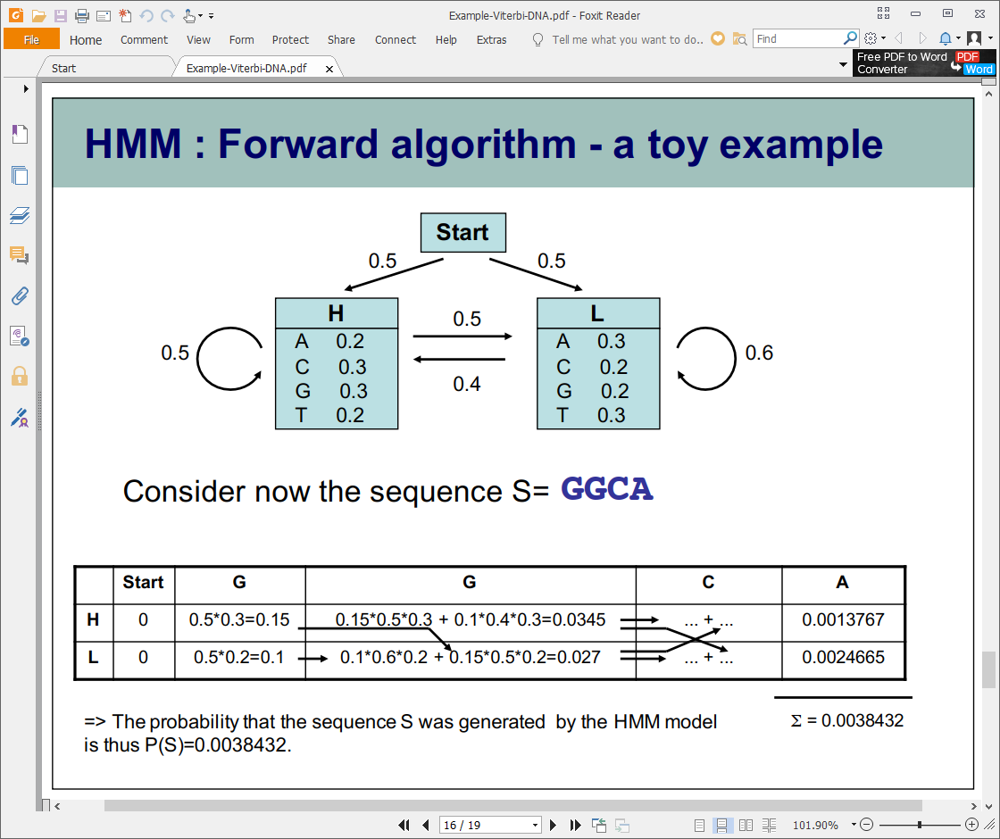 Example-Viterbi-DNA.pdf - Foxit Reader
File Home Comment View Form Protect Share Connect Help Extras Tell me what you want to do.. Find
Start Example-Viterbi-DNA.pdf x
Free PDF to Word PDF
Converter Word
HMM : Forward algorithm - a toy example
Start
0.5 0.5
H L
0.5
A 0.2 A 0.3
0.5 0.6
C 0.3 C 0.2
0.4
G 0.3 G 0.2
T 0.2 T 0.3
Consider now the sequence S= GGCA
Start G G C A
H 0 0.5*0.3=0.15 0.15*0.5*0.3 + 0.1*0.4*0.3=0.0345 ... + ... 0.0013767
L 0 0.5*0.2=0.1 0.1*0.6*0.2 + 0.15*0.5*0.2=0.027 ... + ... 0.0024665
=> The probability that the sequence S was generated by the HMM model Σ = 0.0038432
is thus P(S)=0.0038432.
16 / 19 101.90%